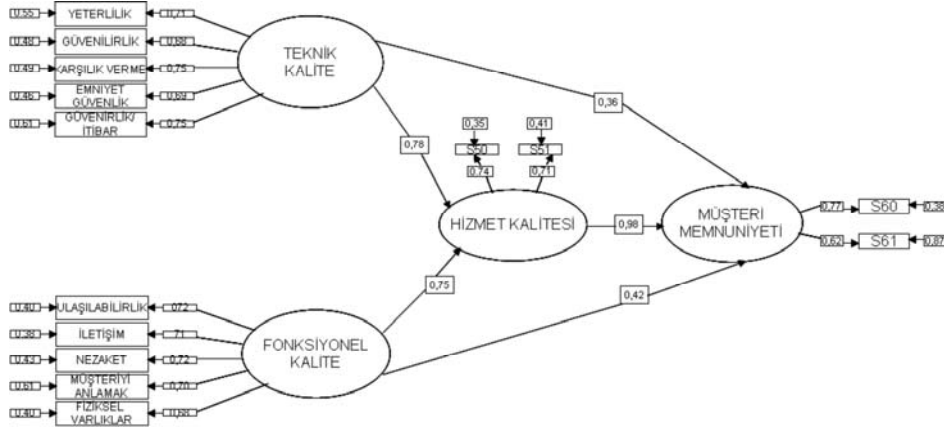 0,55 YETERLİLİK 0,71
0,48 GÜVENİLİRLİK 0,68
0,49 KARŞILIK VERME 0,75
0,46 EMNİYET GÜVENLİK 0,69
0,61 GÜVENİRLİK/ İTİBAR 0,75
TEKNİK
KALİTE
0,36
0,78
0,35
0,41
S50
S51
0,74
0,71
HİZMET KALİTESİ
0,98
MÜŞTERİ
MEMNUNİYETİ
0,77
S60
0,38
0,62
S61
0,87
0,75
0,42
0,40 ULAŞILABİLİRLİK 072
0,38 İLETİŞİM 71
0,43 NEZAKET 0,72
0,61 MÜŞTERİYİ ANLAMAK 0,70
0,40 FİZİKSEL VARLIKLAR 0,68
FONKSİYONEL
KALİTE